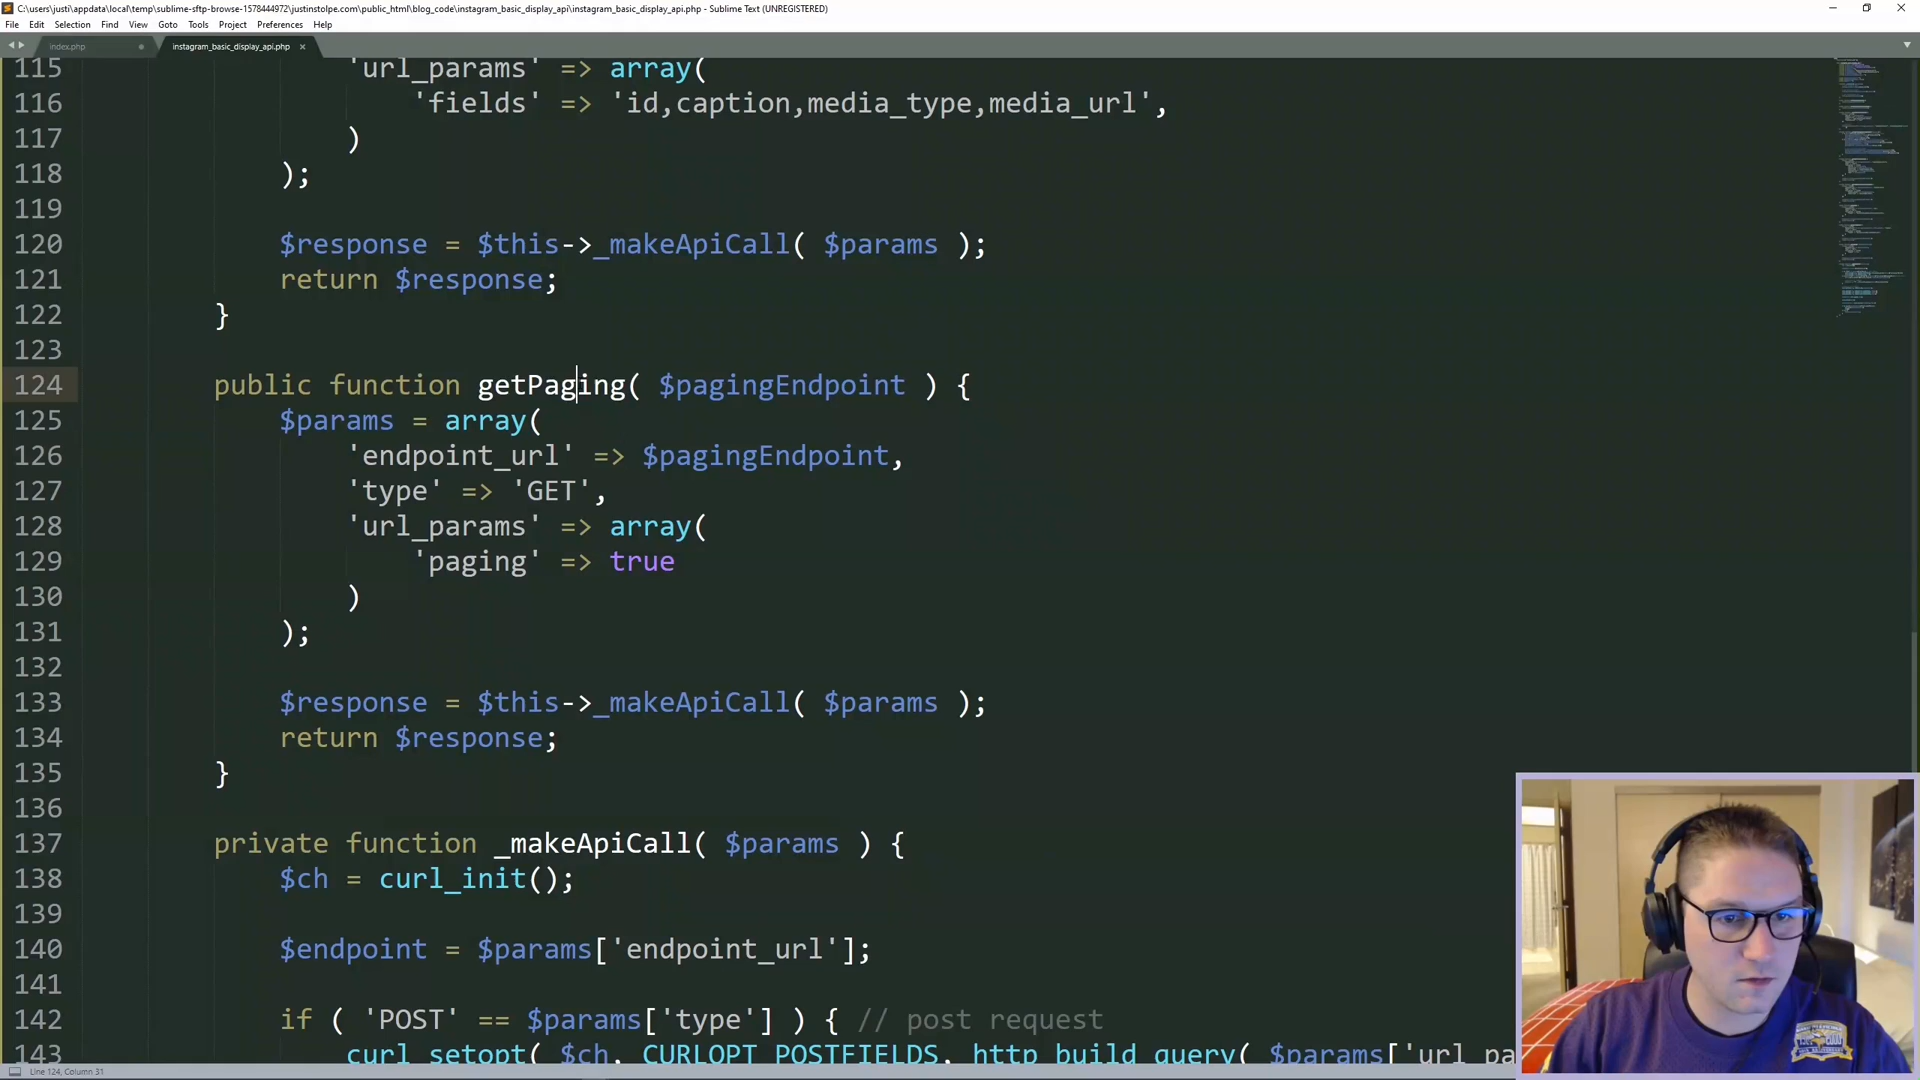 C:\users\justi\appdata\local\temp\sublime-sftp-browse-1578444972\justinstolpe.com\public_html\blog_code\instagram_basic_display_api\instagram_basic_display_api.php - Sublime Text (UNREGISTERED)
File Edit Selection Find View Goto Tools Project Preferences Help
index.php instagram_basic_display_api.php
115 'url_params' => array(
116 'fields' => 'id,caption,media_type,media_url',
117 )
118 );
119
120 $response = $this->_makeApiCall( $params );
121 return $response;
122 }
123
124 public function getPaging( $pagingEndpoint ) {
125 $params = array(
126 'endpoint_url' => $pagingEndpoint,
127 'type' => 'GET',
128 'url_params' => array(
129 'paging' => true
130 )
131 );
132
133 $response = $this->_makeApiCall( $params );
134 return $response;
135 }
136
137 private function _makeApiCall( $params ) {
138 $ch = curl_init();
139
140 $endpoint = $params['endpoint_url'];
141
142 if ( 'POST' == $params['type'] ) { // post request
143 curl_setopt( $ch, CURLOPT_POSTFIELDS, http_build_query( $params['url_pa
Line 124, Column 31